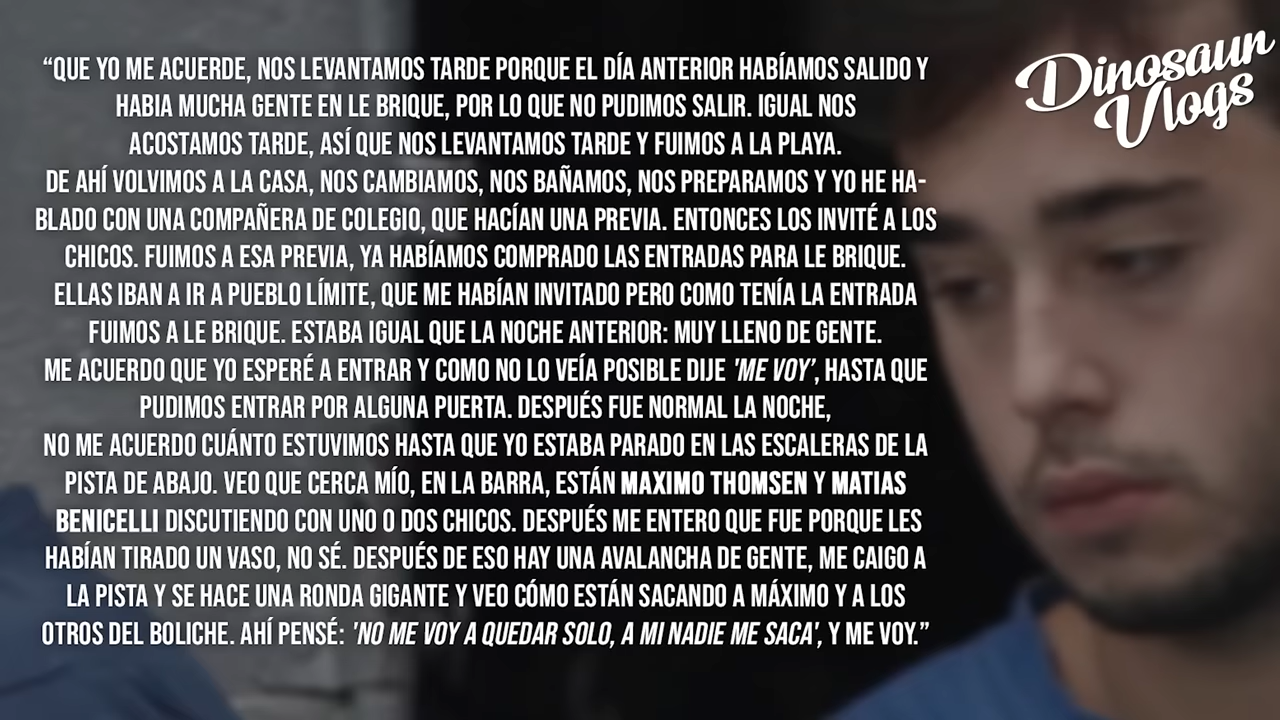 “QUE YO ME ACUERDE, NOS LEVANTAMOS TARDE PORQUE EL DÍA ANTERIOR HABÍAMOS SALIDO Y
HABIA MUCHA GENTE EN LE BRIQUE, POR LO QUE NO PUDIMOS SALIR. IGUAL NOS
ACOSTAMOS TARDE, ASÍ QUE NOS LEVANTAMOS TARDE Y FUIMOS A LA PLAYA.
DE AHÍ VOLVIMOS A LA CASA, NOS CAMBIAMOS, NOS BAÑAMOS, NOS PREPARAMOS Y YO HE HA-
BLADO CON UNA COMPAÑERA DE COLEGIO, QUE HACÍAN UNA PREVIA. ENTONCES LOS INVITÉ A LOS
CHICOS. FUIMOS A ESA PREVIA, YA HABÍAMOS COMPRADO LAS ENTRADAS PARA LE BRIQUE.
ELLAS IBAN A IR A PUEBLO LÍMITE, QUE ME HABÍAN INVITADO PERO COMO TENÍA LA ENTRADA
FUIMOS A LE BRIQUE. ESTABA IGUAL QUE LA NOCHE ANTERIOR: MUY LLENO DE GENTE.
ME ACUERDO QUE YO ESPERÉ A ENTRAR Y COMO NO LO VEÍA POSIBLE DIJE 'ME VOY', HASTA QUE
PUDIMOS ENTRAR POR ALGUNA PUERTA. DESPUÉS FUE NORMAL LA NOCHE,
NO ME ACUERDO CUÁNTO ESTUVIMOS HASTA QUE YO ESTABA PARADO EN LAS ESCALERAS DE LA
PISTA DE ABAJO. VEO QUE CERCA MÍO, EN LA BARRA, ESTÁN MAXIMO THOMSEN Y MATIAS
BENICELLI DISCUTIENDO CON UNO O DOS CHICOS. DESPUÉS ME ENTERO QUE FUE PORQUE LES
HABÍAN TIRADO UN VASO, NO SÉ. DESPUÉS DE ESO HAY UNA AVALANCHA DE GENTE, ME CAIGO A
LA PISTA Y SE HACE UNA RONDA GIGANTE Y VEO CÓMO ESTÁN SACANDO A MÁXIMO Y A LOS
OTROS DEL BOLICHE. AHÍ PENSÉ: 'NO ME VOY A QUEDAR SOLO, A MI NADIE ME SACA', Y ME VOY.”
Dinosaur
Vlogs